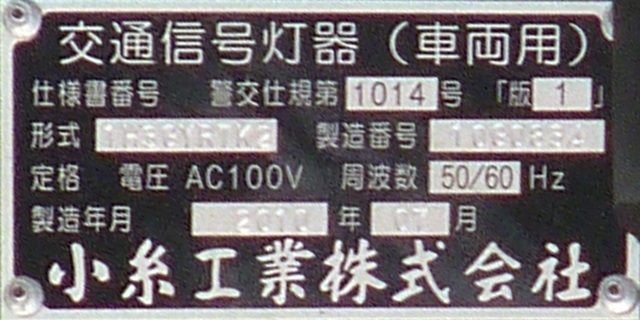 交通信号灯器（車両用）
仕様書番号 警交仕規第 1014 号 「版 1 」
形式 製造番号
定格 電圧 AC100V 周波数 50/60 Hz
製造年月 2010 年 07 月
小糸工業株式会社